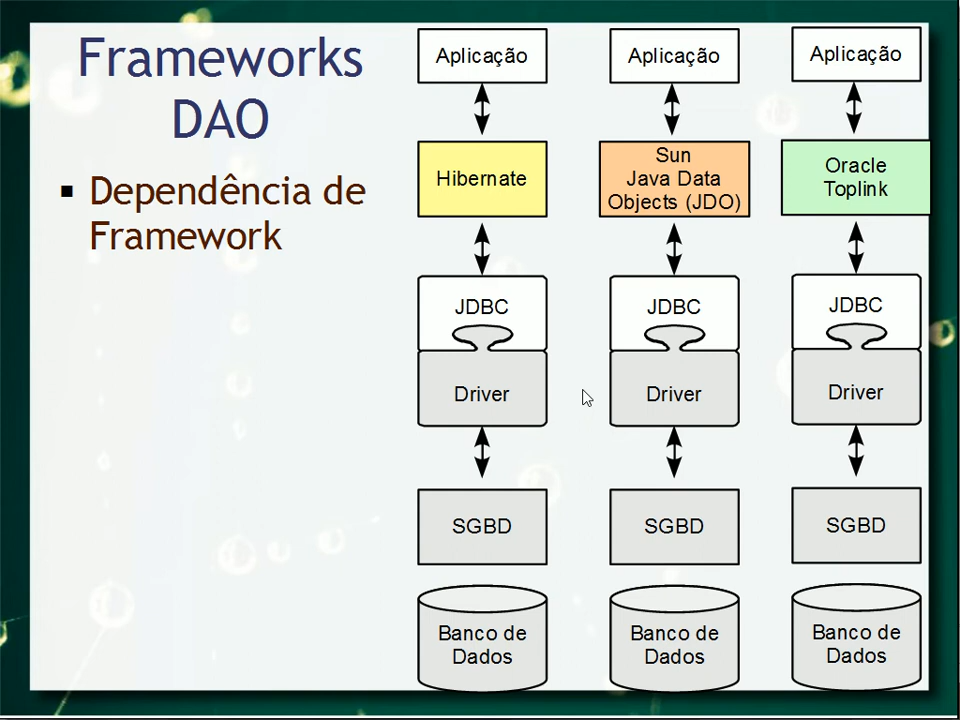 Frameworks
DAO
▪ Dependência de
Framework
Aplicação
Hibernate
JDBC
Driver
SGBD
Banco de
Dados
Aplicação
Sun
Java Data
Objects (JDO)
JDBC
Driver
SGBD
Banco de
Dados
Aplicação
Oracle
Toplink
JDBC
Driver
SGBD
Banco de
Dados